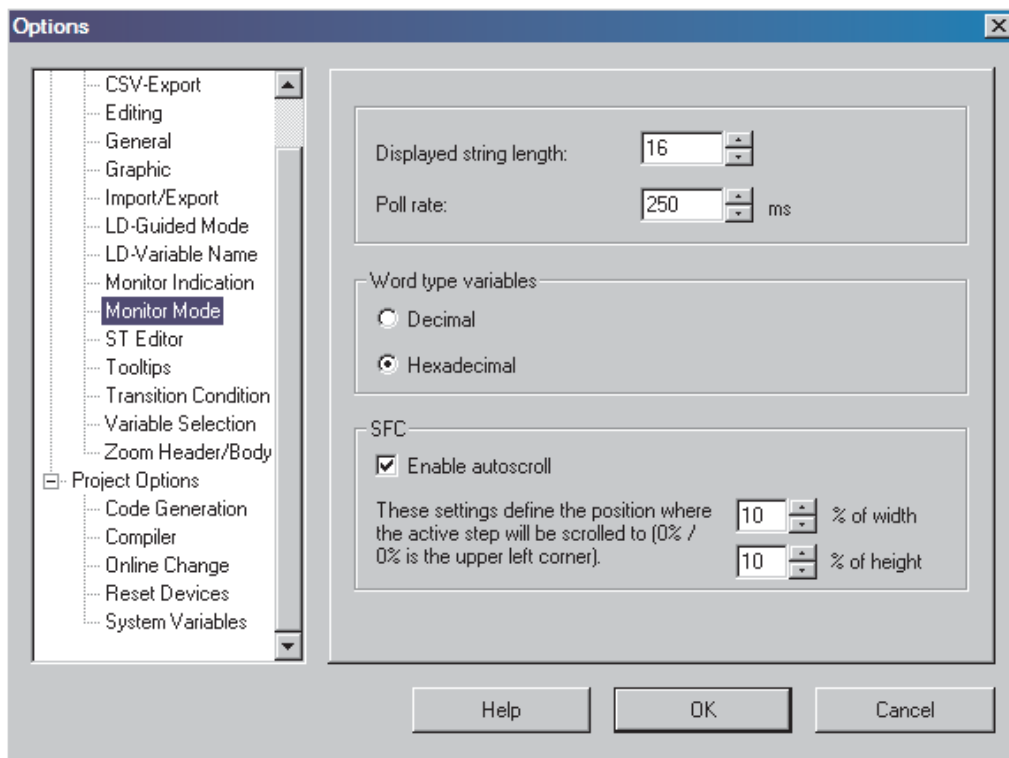 Options
CSV-Export
Editing
General
Graphic
Import/Export
LD-Guided Mode
LD-Variable Name
Monitor Indication
Monitor Mode
ST Editor
Tooltips
Transition Condition
Variable Selection
Zoom Header/Body
Project Options
Code Generation
Compiler
Online Change
Reset Devices
System Variables
Displayed string length: 16
Poll rate: 250 ms
Word type variables
Decimal
Hexadecimal
SFC
Enable autoscroll
These settings define the position where
the active step will be scrolled to (0% /
0% is the upper left corner).
10 % of width
10 % of height
Help OK Cancel